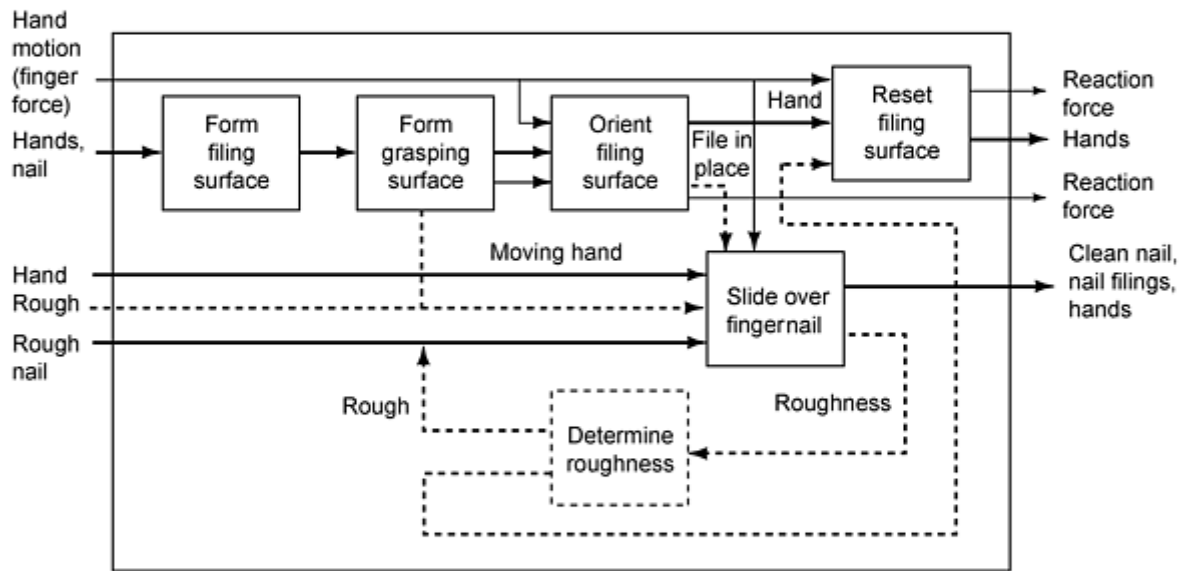 Hand
motion
(finger
force)
Hands,
nail
Form
filing
surface
Form
grasping
surface
Orient
filing
surface
Hand
File in
place
Reset
filing
surface
Reaction
force
Hands
Reaction
force
Hand
Rough
Rough
nail
Moving hand
Slide over
fingernail
Clean nail,
nail filings,
hands
Rough
Determine
roughness
Roughness